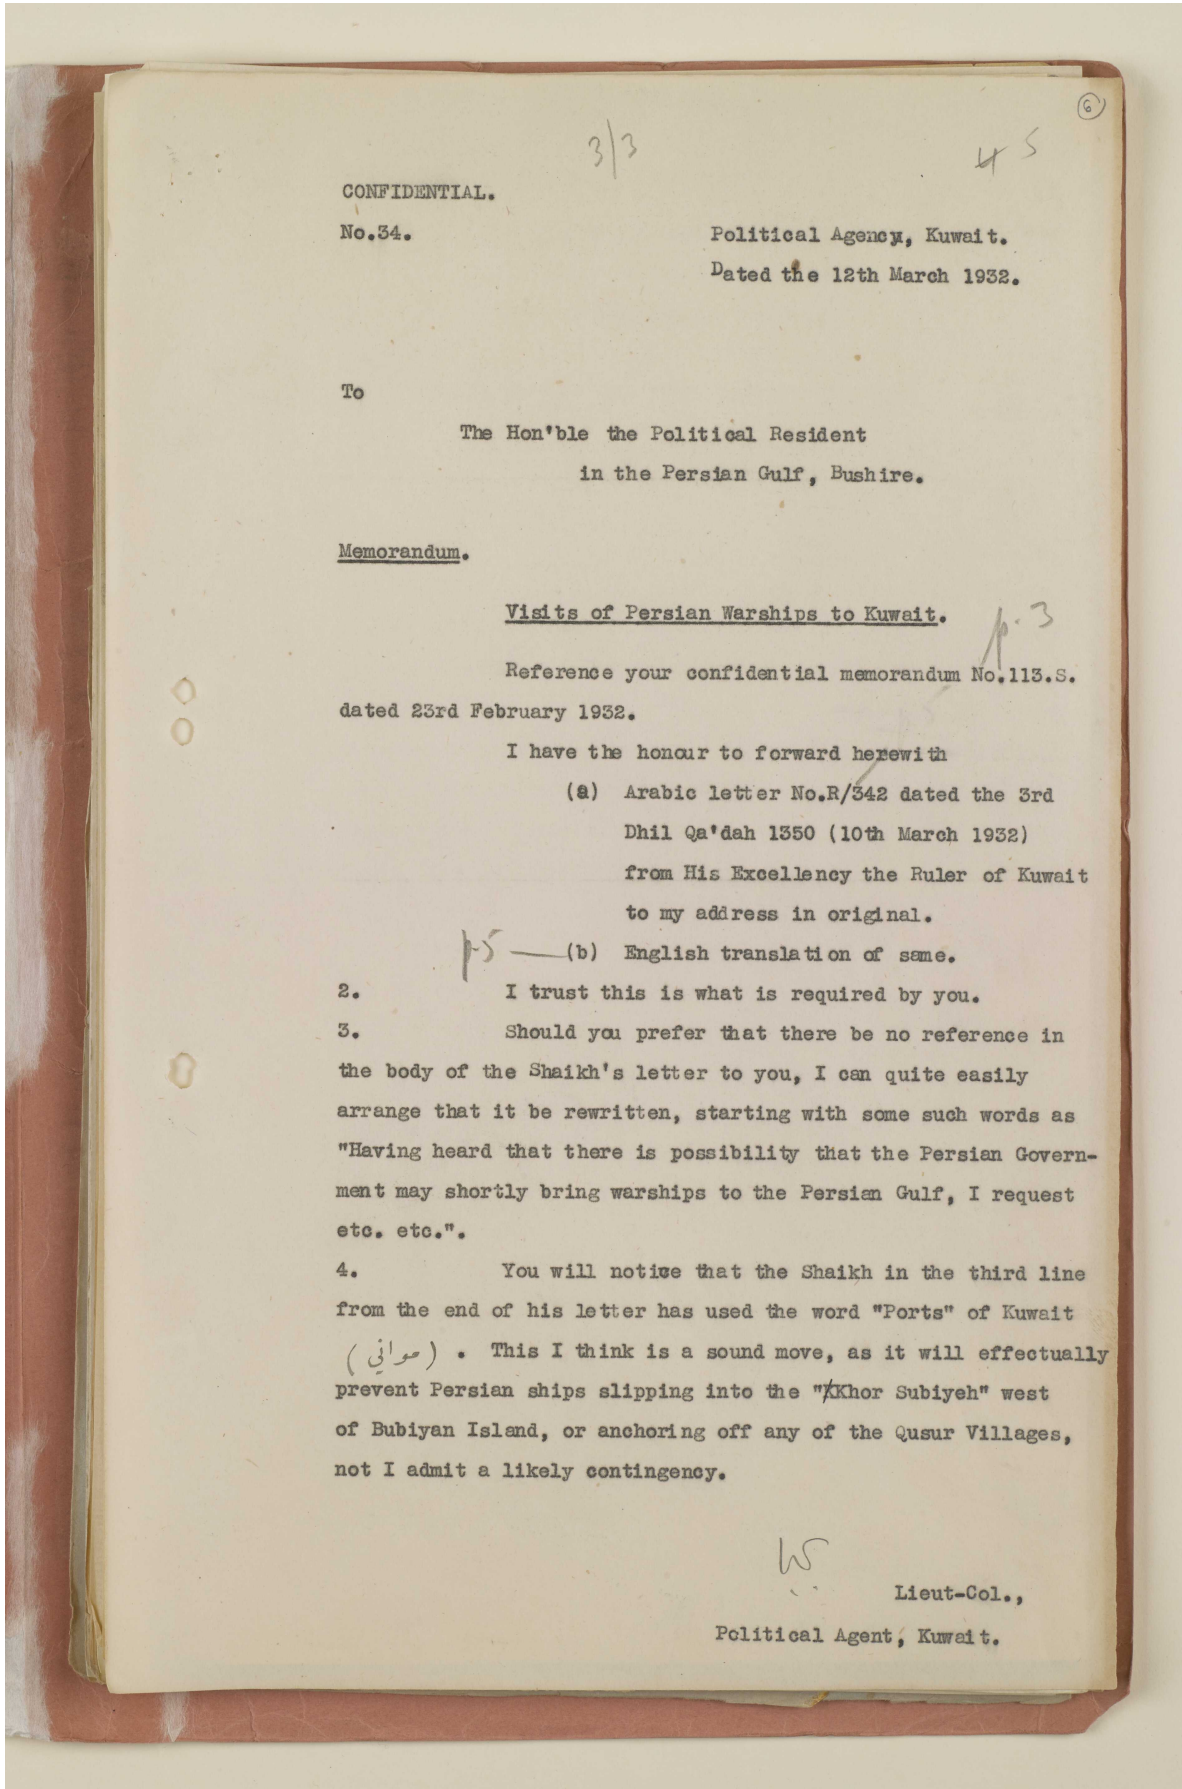 6
3/3
4 5
CONFIDENTIAL.
No.34.
Political Agency, Kuwait.
Dated the 12th March 1932.
To
The Hon'ble the Political Resident
in the Persian Gulf, Bushire.
Memorandum.
Visits of Persian Warships to Kuwait.
p. 3
Reference your confidential memorandum No.113.S.
dated 23rd February 1932.
I have the honour to forward herewith
(a) Arabic letter No.R/342 dated the 3rd
Dhil Qa'dah 1350 (10th March 1932)
from His Excellency the Ruler of Kuwait
to my address in original.
p-5 — (b) English translation of same.
2. I trust this is what is required by you.
3. Should you prefer that there be no reference in
the body of the Shaikh's letter to you, I can quite easily
arrange that it be rewritten, starting with some such words as
"Having heard that there is possibility that the Persian Govern-
ment may shortly bring warships to the Persian Gulf, I request
etc. etc.".
4. You will notice that the Shaikh in the third line
from the end of his letter has used the word "Ports" of Kuwait
(مواني) . This I think is a sound move, as it will effectually
prevent Persian ships slipping into the "Khor Subiyeh" west
of Bubiyan Island, or anchoring off any of the Qusur Villages,
not I admit a likely contingency.
Lieut-Col.,
Political Agent, Kuwait.